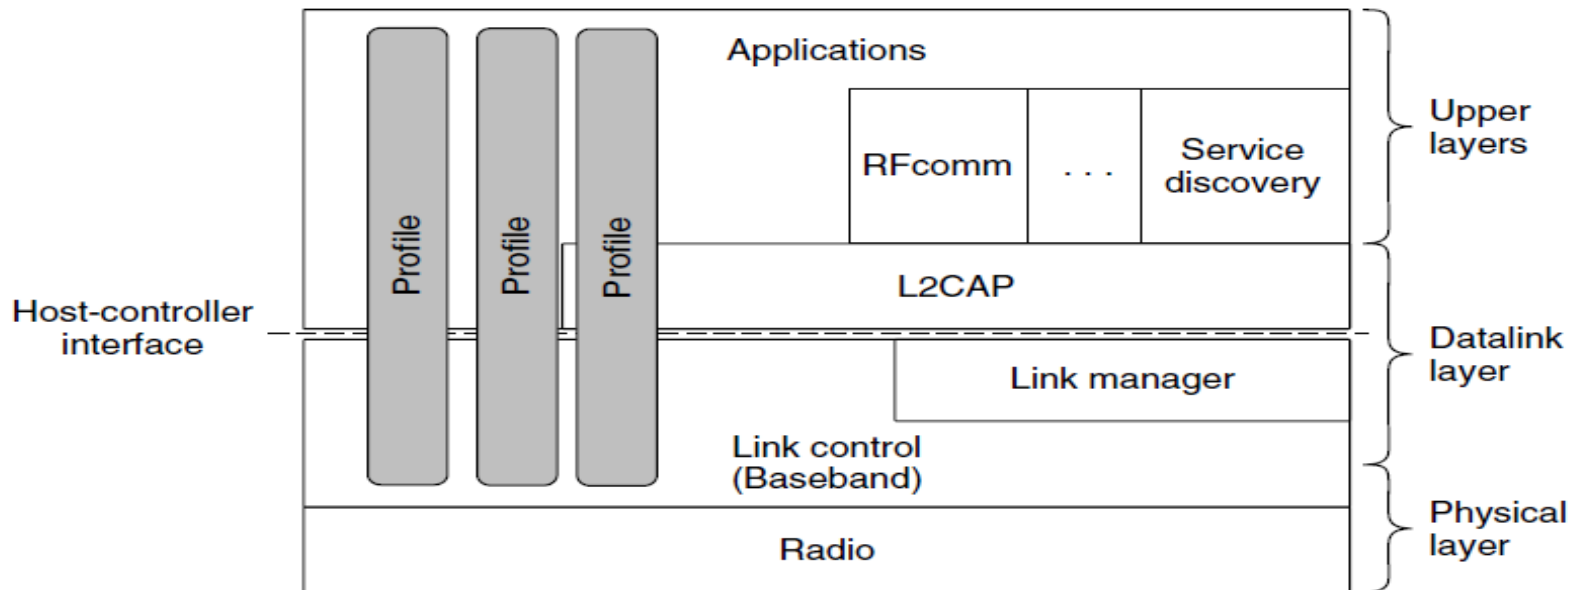 Applications
Upper
layers
RFcomm
. . .
Service
discovery
Profile
Profile
Profile
L2CAP
Host-controller
interface
Datalink
layer
Link manager
Link control
(Baseband)
Physical
layer
Radio